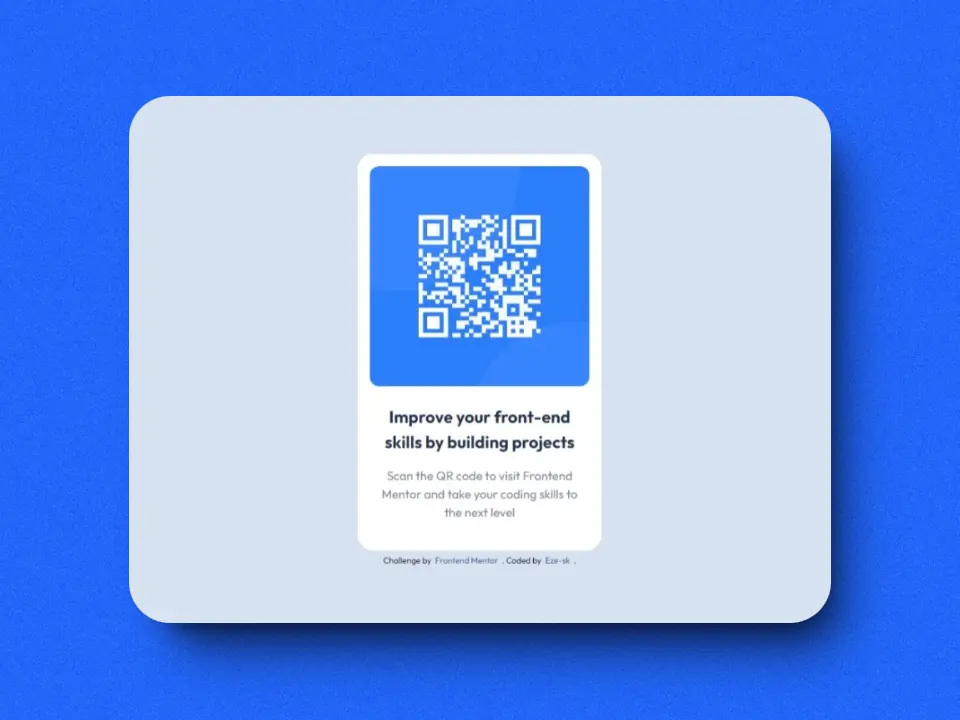 Improve your front-end
skills by building projects
Scan the QR code to visit Frontend
Mentor and take your coding skills to
the next level
Challenge by Frontend Mentor . Coded by Eze-sk .